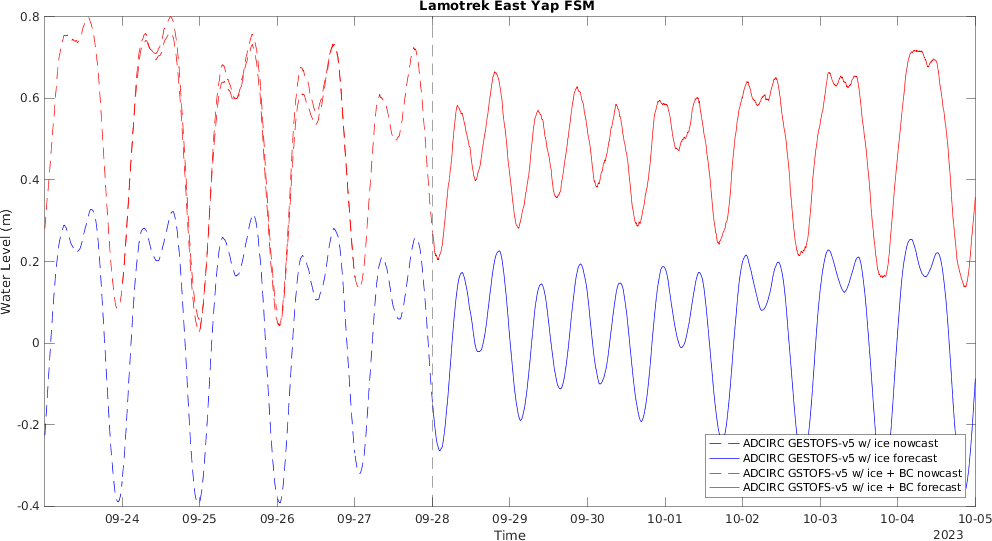 Lamotrek East Yap FSM
0.8
0.6
0.4
0.2
0
-0.2
-0.4
Water Level (m)
ADCIRC GESTOFS-v5 w/ ice nowcast
ADCIRC GESTOFS-v5 w/ ice forecast
ADCIRC GSTOFS-v5 w/ ice + BC nowcast
ADCIRC GSTOFS-v5 w/ ice + BC forecast
09-24 09-25 09-26 09-27 09-28 09-29 09-30 10-01 10-02 10-03 10-04 10-05
Time 2023